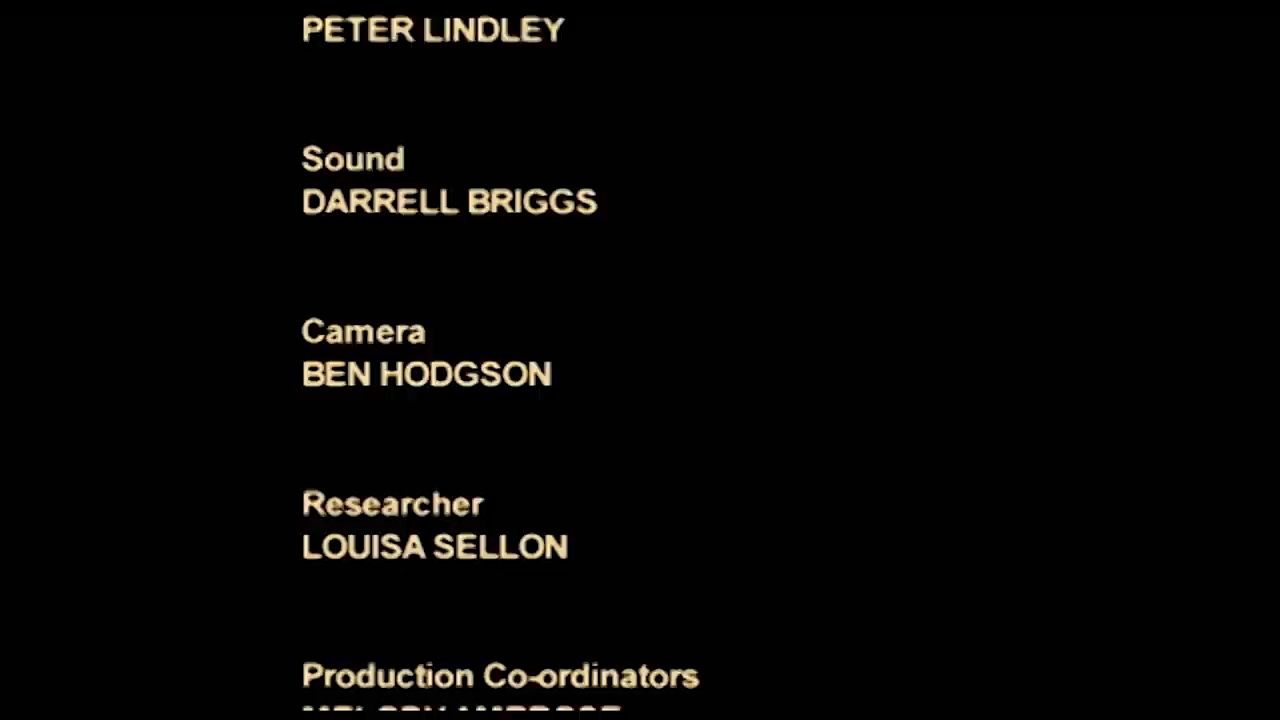 PETER LINDLEY
Sound
DARRELL BRIGGS
Camera
BEN HODGSON
Researcher
LOUISA SELLON
Production Co-ordinators